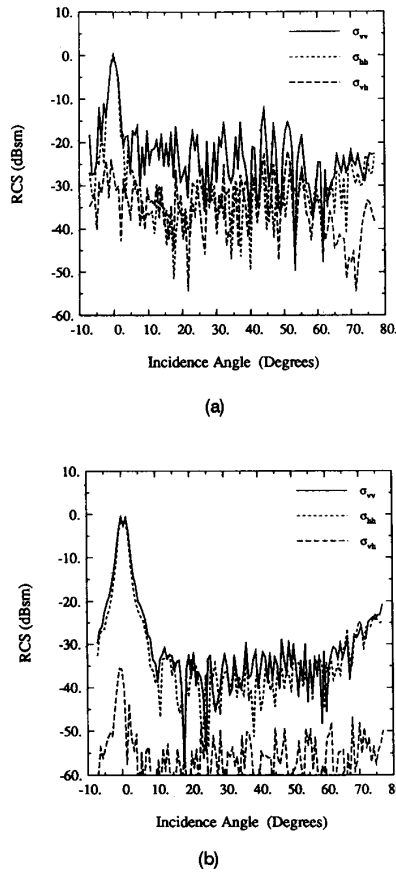 10.
0.
-10.
-20.
-30.
-40.
-50.
-60.
RCS (dBsm)
σvv
σhh
σvh
-10. 0. 10. 20. 30. 40. 50. 60. 70. 80.
Incidence Angle (Degrees)
(a)
10.
0.
-10.
-20.
-30.
-40.
-50.
-60.
RCS (dBsm)
σvv
σhh
σvh
-10. 0. 10. 20. 30. 40. 50. 60. 70. 8
Incidence Angle (Degrees)
(b)